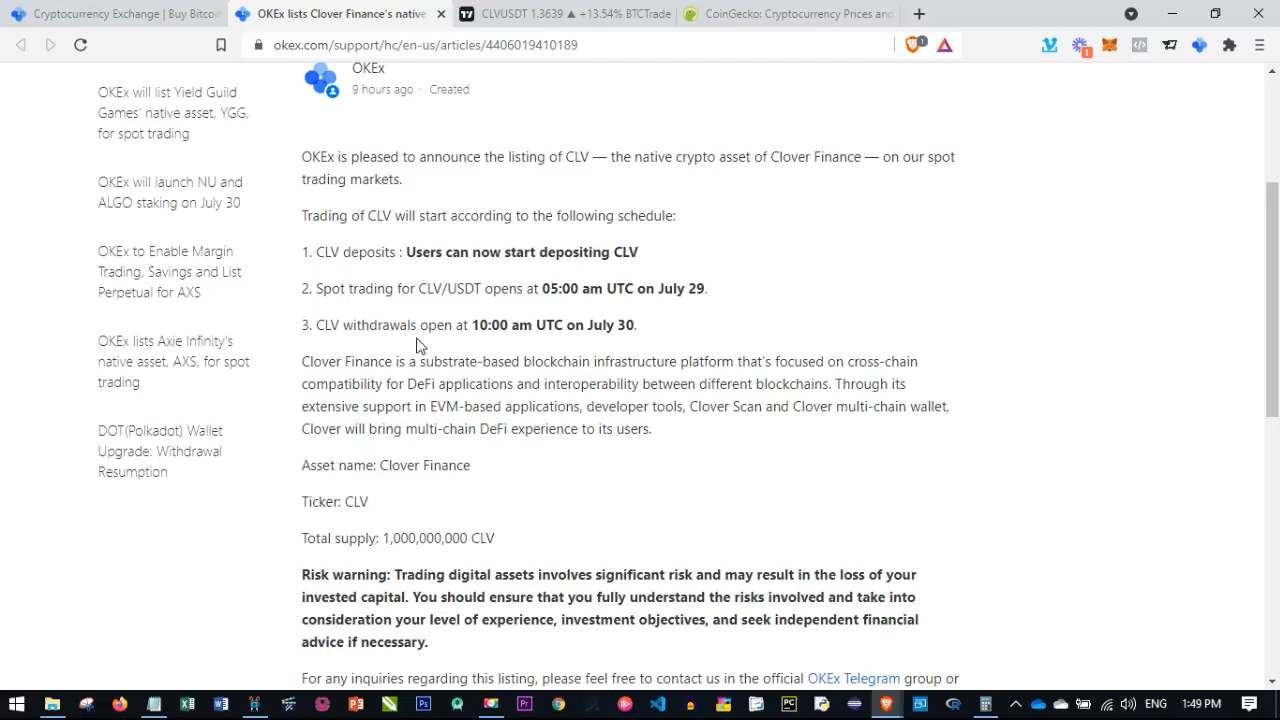 Cryptocurrency Exchange | Buy Bitcoin
OKEx lists Clover Finance's native
CLVUSDT 1.3639 ▲ +13.54% BTCTrade
CoinGecko: Cryptocurrency Prices and
okex.com/support/hc/en-us/articles/4406019410189
1
1
OKEx will list Yield Guild
Games' native asset, YGG,
for spot trading
OKEx will launch NU and
ALGO staking on July 30
OKEx to Enable Margin
Trading, Savings and List
Perpetual for AXS
OKEx lists Axie Infinity's
native asset, AXS, for spot
trading
DOT(Polkadot) Wallet
Upgrade: Withdrawal
Resumption
OKEx
9 hours ago · Created
OKEx is pleased to announce the listing of CLV — the native crypto asset of Clover Finance — on our spot
trading markets.
Trading of CLV will start according to the following schedule:
1. CLV deposits : Users can now start depositing CLV
2. Spot trading for CLV/USDT opens at 05:00 am UTC on July 29.
3. CLV withdrawals open at 10:00 am UTC on July 30.
Clover Finance is a substrate-based blockchain infrastructure platform that's focused on cross-chain
compatibility for DeFi applications and interoperability between different blockchains. Through its
extensive support in EVM-based applications, developer tools, Clover Scan and Clover multi-chain wallet,
Clover will bring multi-chain DeFi experience to its users.
Asset name: Clover Finance
Ticker: CLV
Total supply: 1,000,000,000 CLV
Risk warning: Trading digital assets involves significant risk and may result in the loss of your
invested capital. You should ensure that you fully understand the risks involved and take into
consideration your level of experience, investment objectives, and seek independent financial
advice if necessary.
For any inquiries regarding this listing, please feel free to contact us in the official OKEx Telegram group or
ENG
1:49 PM